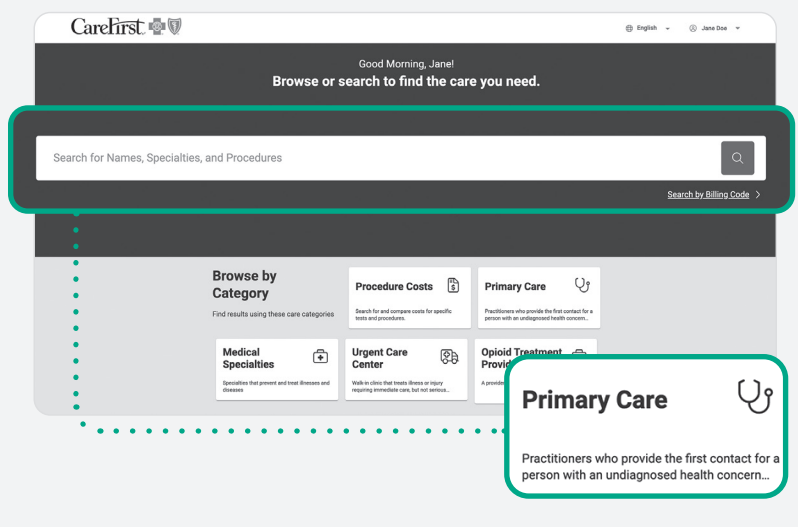 CareFirst
English
Jane Doe
Good Morning, Jane!
Browse or search to find the care you need.
Search for Names, Specialties, and Procedures
Search by Billing Code
Browse by
Category
Find results using these care categories
Procedure Costs
Search for and compare costs for specific
tests and procedures.
Primary Care
Practitioners who provide the first contact for a
person with an undiagnosed health concern...
Medical
Specialties
Specialties that prevent and treat illnesses and
diseases
Urgent Care
Center
Walk-in clinic that treats illness or injury
requiring immediate care, but not serious...
Opioid Treatment
A
Primary Care
Practitioners who provide the first contact for a
person with an undiagnosed health concern...